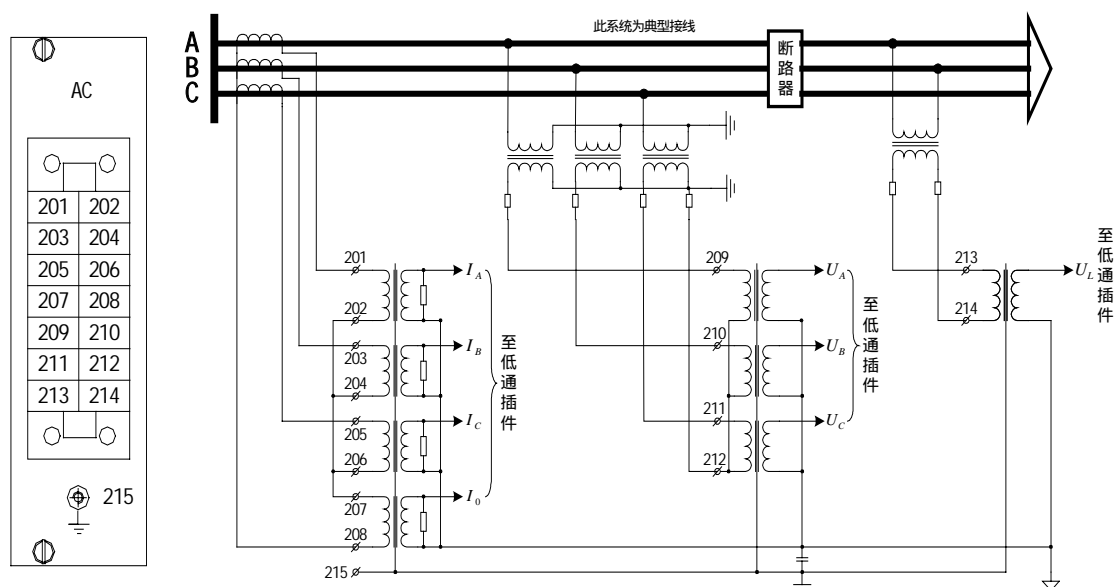 此系统为典型接线
A
B
C
断路器
AC
201 202
203 204
205 206
207 208
209 210
211 212
213 214
215
201
I_A
202
I_B
203
204
I_C
205
206
I_0
207
208
215
至低通插件
209
U_A
210
U_B
211
U_C
212
至低通插件
213
U_L
214
至低通插件